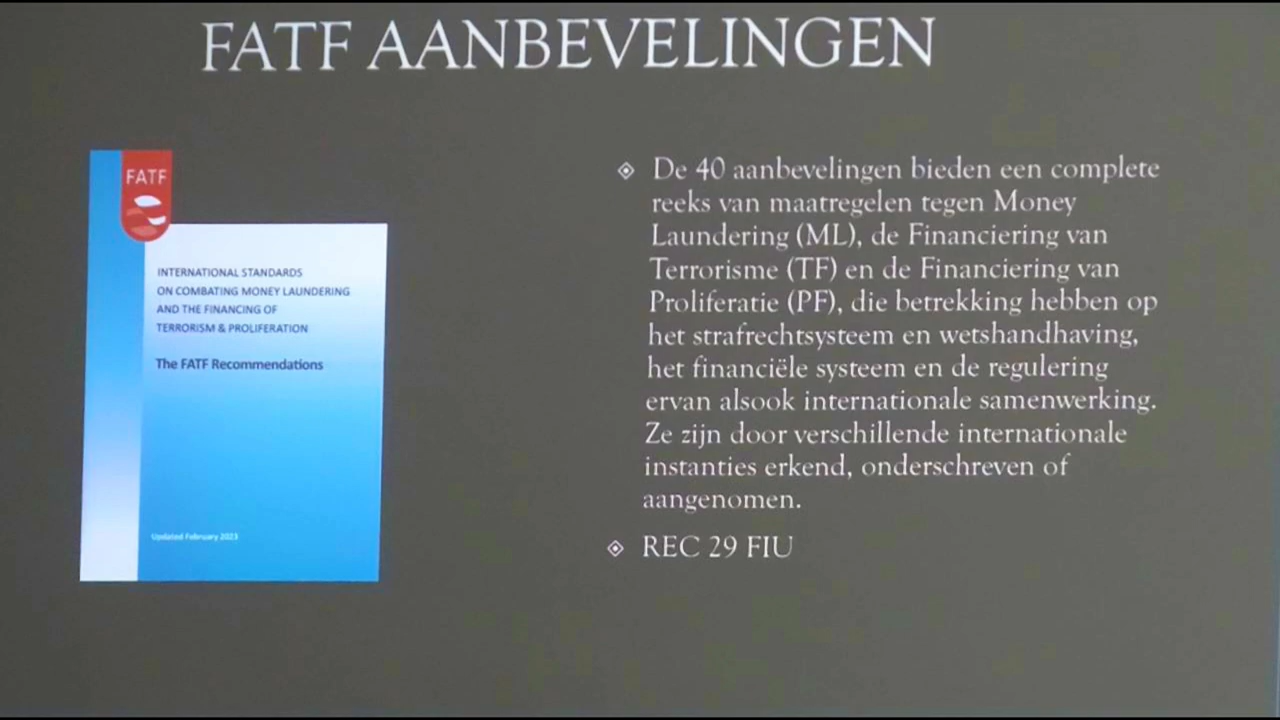 FATF AANBEVELINGEN
FATF
INTERNATIONAL STANDARDS
ON COMBATING MONEY LAUNDERING
AND THE FINANCING OF
TERRORISM & PROLIFERATION
The FATF Recommendations
Updated February 2023
De 40 aanbevelingen bieden een complete
reeks van maatregelen tegen Money
Laundering (ML), de Financiering van
Terrorisme (TF) en de Financiering van
Proliferatie (PF), die betrekking hebben op
het strafrechtsysteem en wetshandhaving,
het financiële systeem en de regulering
ervan alsook internationale samenwerking.
Ze zijn door verschillende internationale
instanties erkend, onderschreven of
aangenomen.
REC 29 FIU